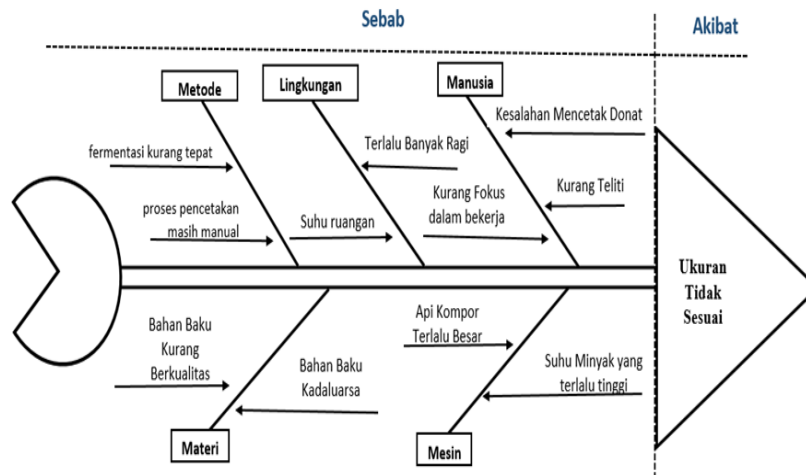 Sebab
Akibat
Metode
Lingkungan
Manusia
Kesalahan Mencetak Donat
fermentasi kurang tepat
Terlalu Banyak Ragi
Kurang Fokus
dalam bekerja
Kurang Teliti
proses pencetakan
masih manual
Suhu ruangan
Ukuran
Tidak
Sesuai
Bahan Baku
Kurang
Berkualitas
Bahan Baku
Kadaluarsa
Api Kompor
Terlalu Besar
Suhu Minyak yang
terlalu tinggi
Materi
Mesin